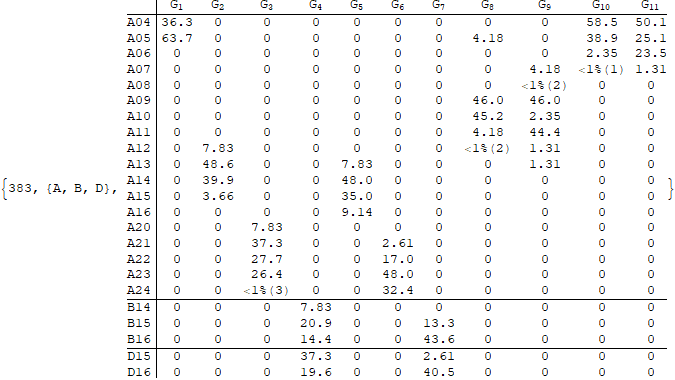 G₁ G₂ G₃ G₄ G₅ G₆ G₇ G₈ G₉ G₁₀ G₁₁
A04 36.3 0 0 0 0 0 0 0 0 58.5 50.1
A05 63.7 0 0 0 0 0 0 4.18 0 38.9 25.1
A06 0 0 0 0 0 0 0 0 0 2.35 23.5
A07 0 0 0 0 0 0 0 0 4.18 <1%(1) 1.31
A08 0 0 0 0 0 0 0 0 <1%(2) 0 0
A09 0 0 0 0 0 0 0 46.0 46.0 0 0
A10 0 0 0 0 0 0 0 45.2 2.35 0 0
A11 0 0 0 0 0 0 0 4.18 44.4 0 0
A12 0 7.83 0 0 0 0 0 <1%(2) 1.31 0 0
A13 0 48.6 0 0 7.83 0 0 0 1.31 0 0
{383, {A, B, D}, A14 0 39.9 0 0 48.0 0 0 0 0 0 0 }
A15 0 3.66 0 0 35.0 0 0 0 0 0 0
A16 0 0 0 0 9.14 0 0 0 0 0 0
A20 0 0 7.83 0 0 0 0 0 0 0 0
A21 0 0 37.3 0 0 2.61 0 0 0 0 0
A22 0 0 27.7 0 0 17.0 0 0 0 0 0
A23 0 0 26.4 0 0 48.0 0 0 0 0 0
A24 0 0 <1%(3) 0 0 32.4 0 0 0 0 0
B14 0 0 0 7.83 0 0 0 0 0 0 0
B15 0 0 0 20.9 0 0 13.3 0 0 0 0
B16 0 0 0 14.4 0 0 43.6 0 0 0 0
D15 0 0 0 37.3 0 0 2.61 0 0 0 0
D16 0 0 0 19.6 0 0 40.5 0 0 0 0